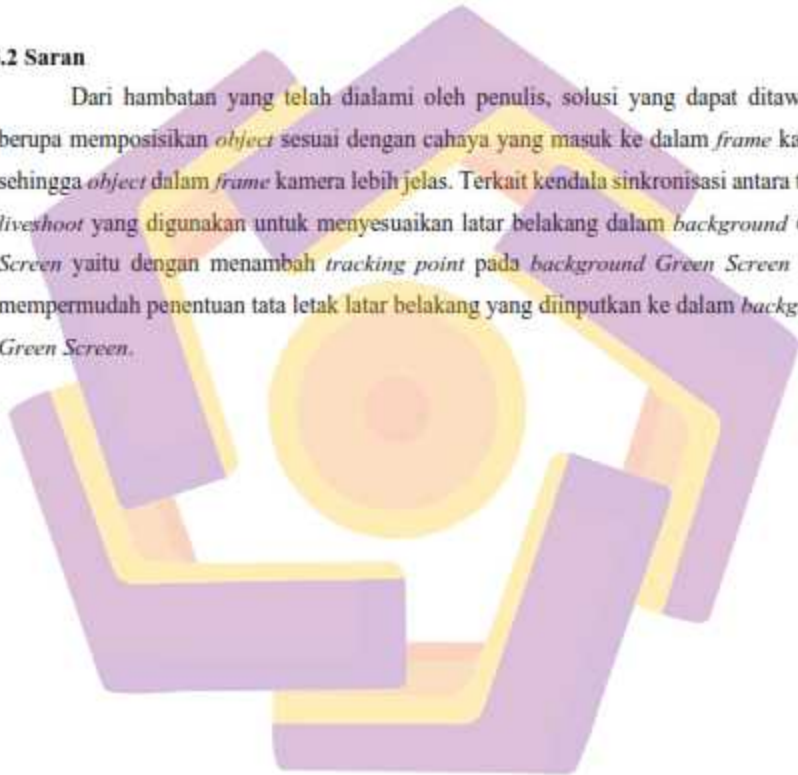 .2 Saran
Dari hambatan yang telah dialami oleh penulis, solusi yang dapat ditaw
berupa memposisikan object sesuai dengan cahaya yang masuk ke dalam frame ka
sehingga object dalam frame kamera lebih jelas. Terkait kendala sinkronisasi antara t
liveshoot yang digunakan untuk menyesuaikan latar belakang dalam background
Screen yaitu dengan menambah tracking point pada background Green Screen
mempermudah penentuan tata letak latar belakang yang diinputkan ke dalam backg
Green Screen.